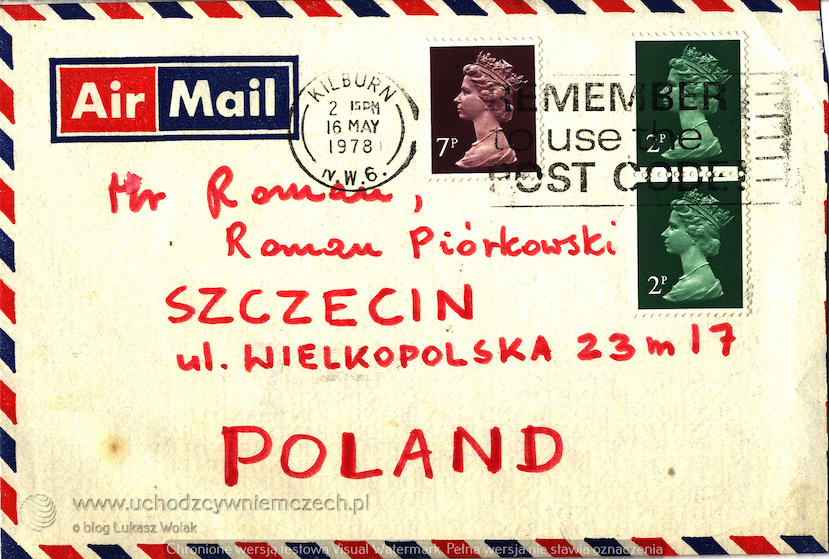 Air Mail
KILBURN
2 15PM
16 MAY
1978
N.W.6.
7P
REMEMBER
to use the
POST CODE!
2P
2P
Mr Roman,
Roman Piórkowski
SZCZECIN
ul. WIELKOPOLSKA 23 m 17
POLAND
www.uchodzcywniemczech.pl
© blog Łukasz Wolak
Chronione wersją testową Visual Watermark. Pełna wersja nie stawia oznaczenia